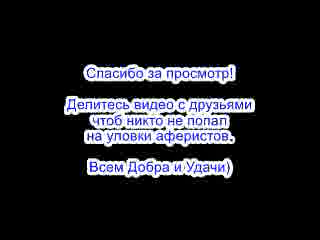 Спасибо за просмотр!
Делитесь видео с друзьями
чтоб никто не попал
на уловки аферистов.
Всем Добра и Удачи)